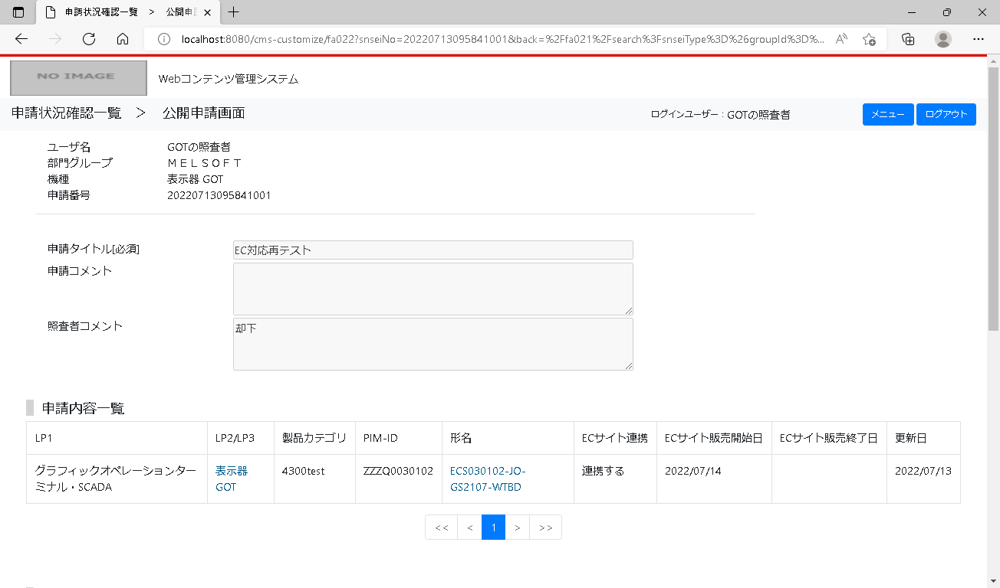 申請状況確認一覧 > 公開申
localhost:8080/cms-customize/fa022?snseiNo=20220713095841001&back=%2Ffa021%2Fsearch%3FsnseiType%3D%26groupId%3D%...
NO IMAGE
Webコンテンツ管理システム
申請状況確認一覧 > 公開申請画面
ログインユーザー : GOTの照査者
メニュー
ログアウト
ユーザ名 GOTの照査者
部門グループ ＭＥＬＳＯＦＴ
機種 表示器 GOT
申請番号 20220713095841001
申請タイトル[必須] EC対応再テスト
申請コメント
照査者コメント 却下
申請内容一覧
LP1 LP2/LP3 製品カテゴリ PIM-ID 形名 ECサイト連携 ECサイト販売開始日 ECサイト販売終了日 更新日
グラフィックオペレーションター 表示器 4300test ZZZQ0030102 ECS030102-JO- 連携する 2022/07/14 2022/07/13
ミナル・SCADA GOT GS2107-WTBD
<< < 1 > >>